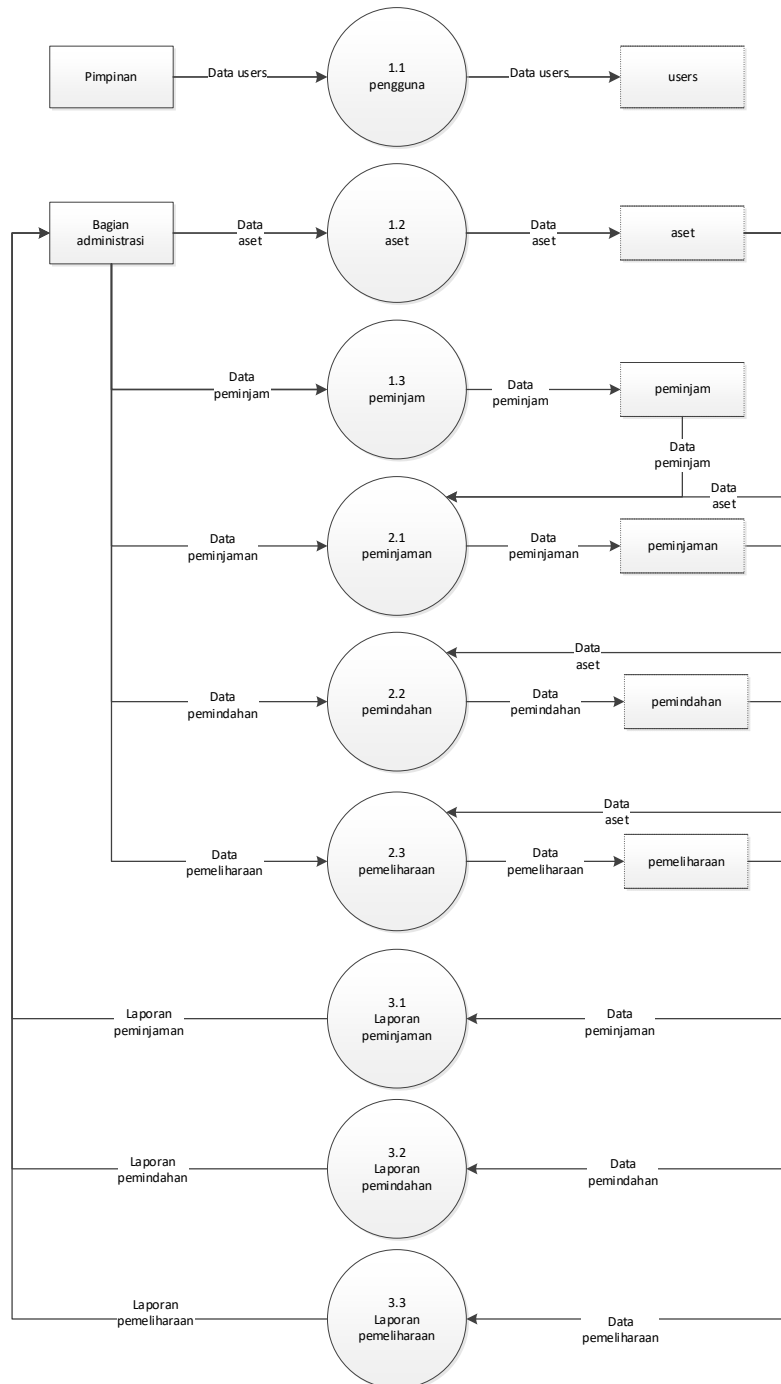 Pimpinan
Data users
1.1
pengguna
Data users
users
Bagian
administrasi
Data
aset
1.2
aset
Data
aset
aset
Data
peminjam
1.3
peminjam
Data
peminjam
peminjam
Data
peminjam
Data
aset
Data
peminjaman
2.1
peminjaman
Data
peminjaman
peminjaman
Data
aset
Data
pemindahan
2.2
pemindahan
Data
pemindahan
pemindahan
Data
aset
Data
pemeliharaan
2.3
pemeliharaan
Data
pemeliharaan
pemeliharaan
Laporan
peminjaman
3.1
Laporan
peminjaman
Data
peminjaman
Laporan
pemindahan
3.2
Laporan
pemindahan
Data
pemindahan
Laporan
pemeliharaan
3.3
Laporan
pemeliharaan
Data
pemeliharaan